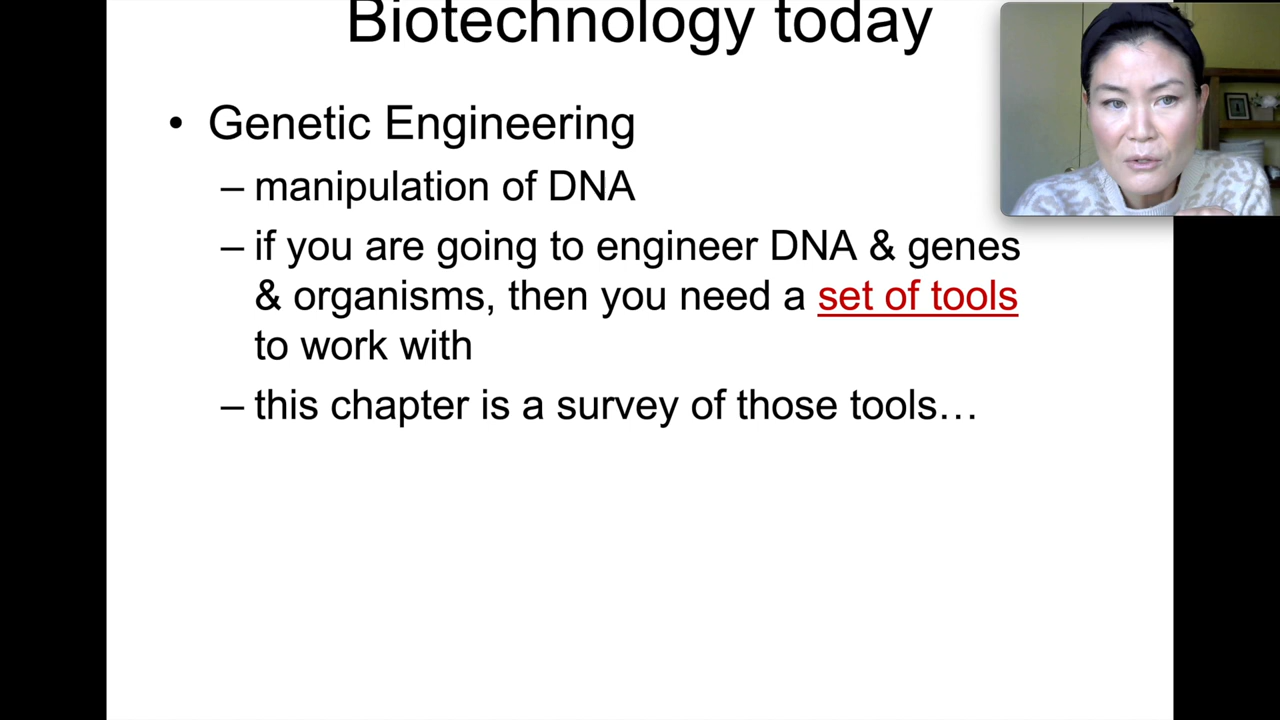 Biotechnology today
• Genetic Engineering
– manipulation of DNA
– if you are going to engineer DNA & genes
& organisms, then you need a set of tools
to work with
– this chapter is a survey of those tools…